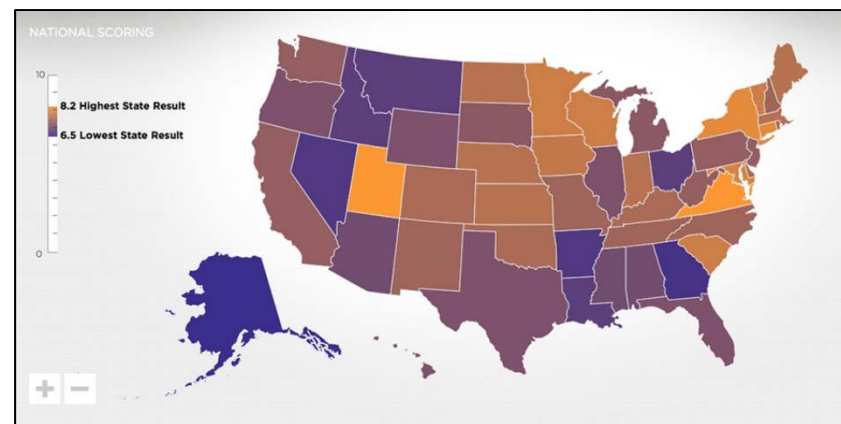 NATIONAL SCORING
10
8.2 Highest State Result
6.5 Lowest State Result
0
+ −